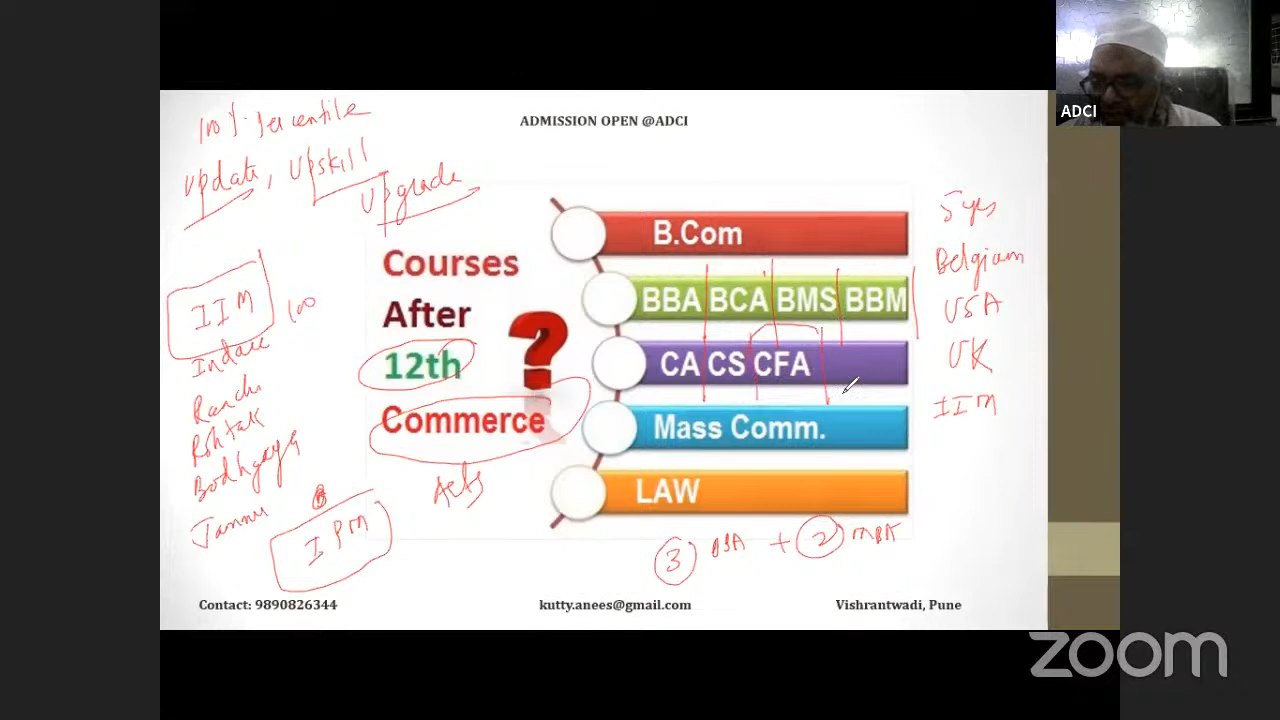 ADMISSION OPEN @ADCI
ADCI
100% Percentile
Update, Upskill
Upgrade
IIM 100
Indore
Ranchi
Rohtak
Bodhgaya
Jammu
IPM
Courses
After
12th
Commerce
Arts
B.Com
BBA BCA BMS BBM
CA CS CFA
Mass Comm.
LAW
5 yrs
Belgium
USA
UK
IIM
3 BBA + 2 MBA
Contact: 9890826344
kutty.anees@gmail.com
Vishrantwadi, Pune
zoom